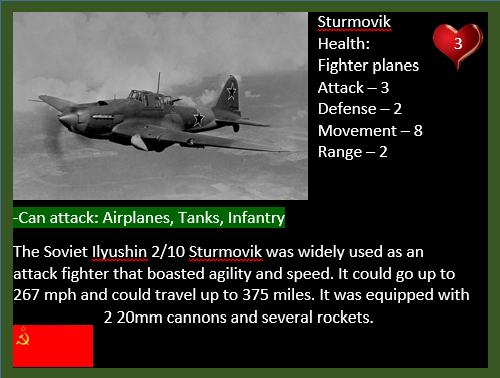 Sturmovik
Health:
3
Fighter planes
Attack – 3
Defense – 2
Movement – 8
Range – 2
-Can attack: Airplanes, Tanks, Infantry
The Soviet Ilyushin 2/10 Sturmovik was widely used as an
attack fighter that boasted agility and speed. It could go up to
267 mph and could travel up to 375 miles. It was equipped with
2 20mm cannons and several rockets.